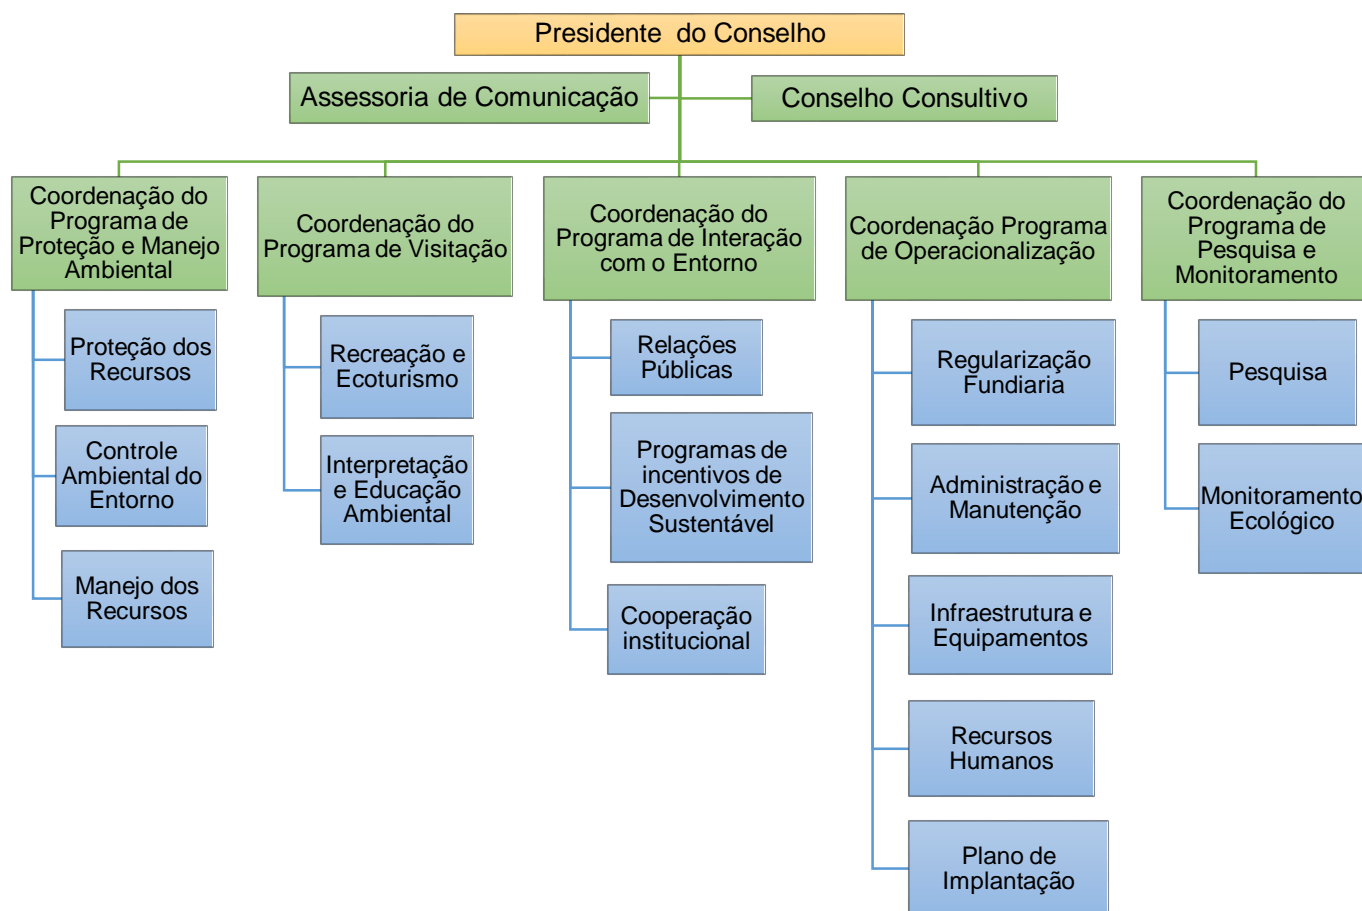 Presidente do Conselho
Assessoria de Comunicação
Conselho Consultivo
Coordenação do
Programa de
Proteção e Manejo
Ambiental
Coordenação do
Programa de Visitação
Coordenação do
Programa de Interação
com o Entorno
Coordenação Programa
de Operacionalização
Coordenação do
Programa de
Pesquisa e
Monitoramento
Proteção dos
Recursos
Controle
Ambiental do
Entorno
Manejo dos
Recursos
Recreação e
Ecoturismo
Interpretação
e Educação
Ambiental
Relações
Públicas
Programas de
incentivos de
Desenvolvimento
Sustentável
Cooperação
institucional
Regularização
Fundiaria
Administração e
Manutenção
Infraestrutura e
Equipamentos
Recursos
Humanos
Plano de
Implantação
Pesquisa
Monitoramento
Ecológico